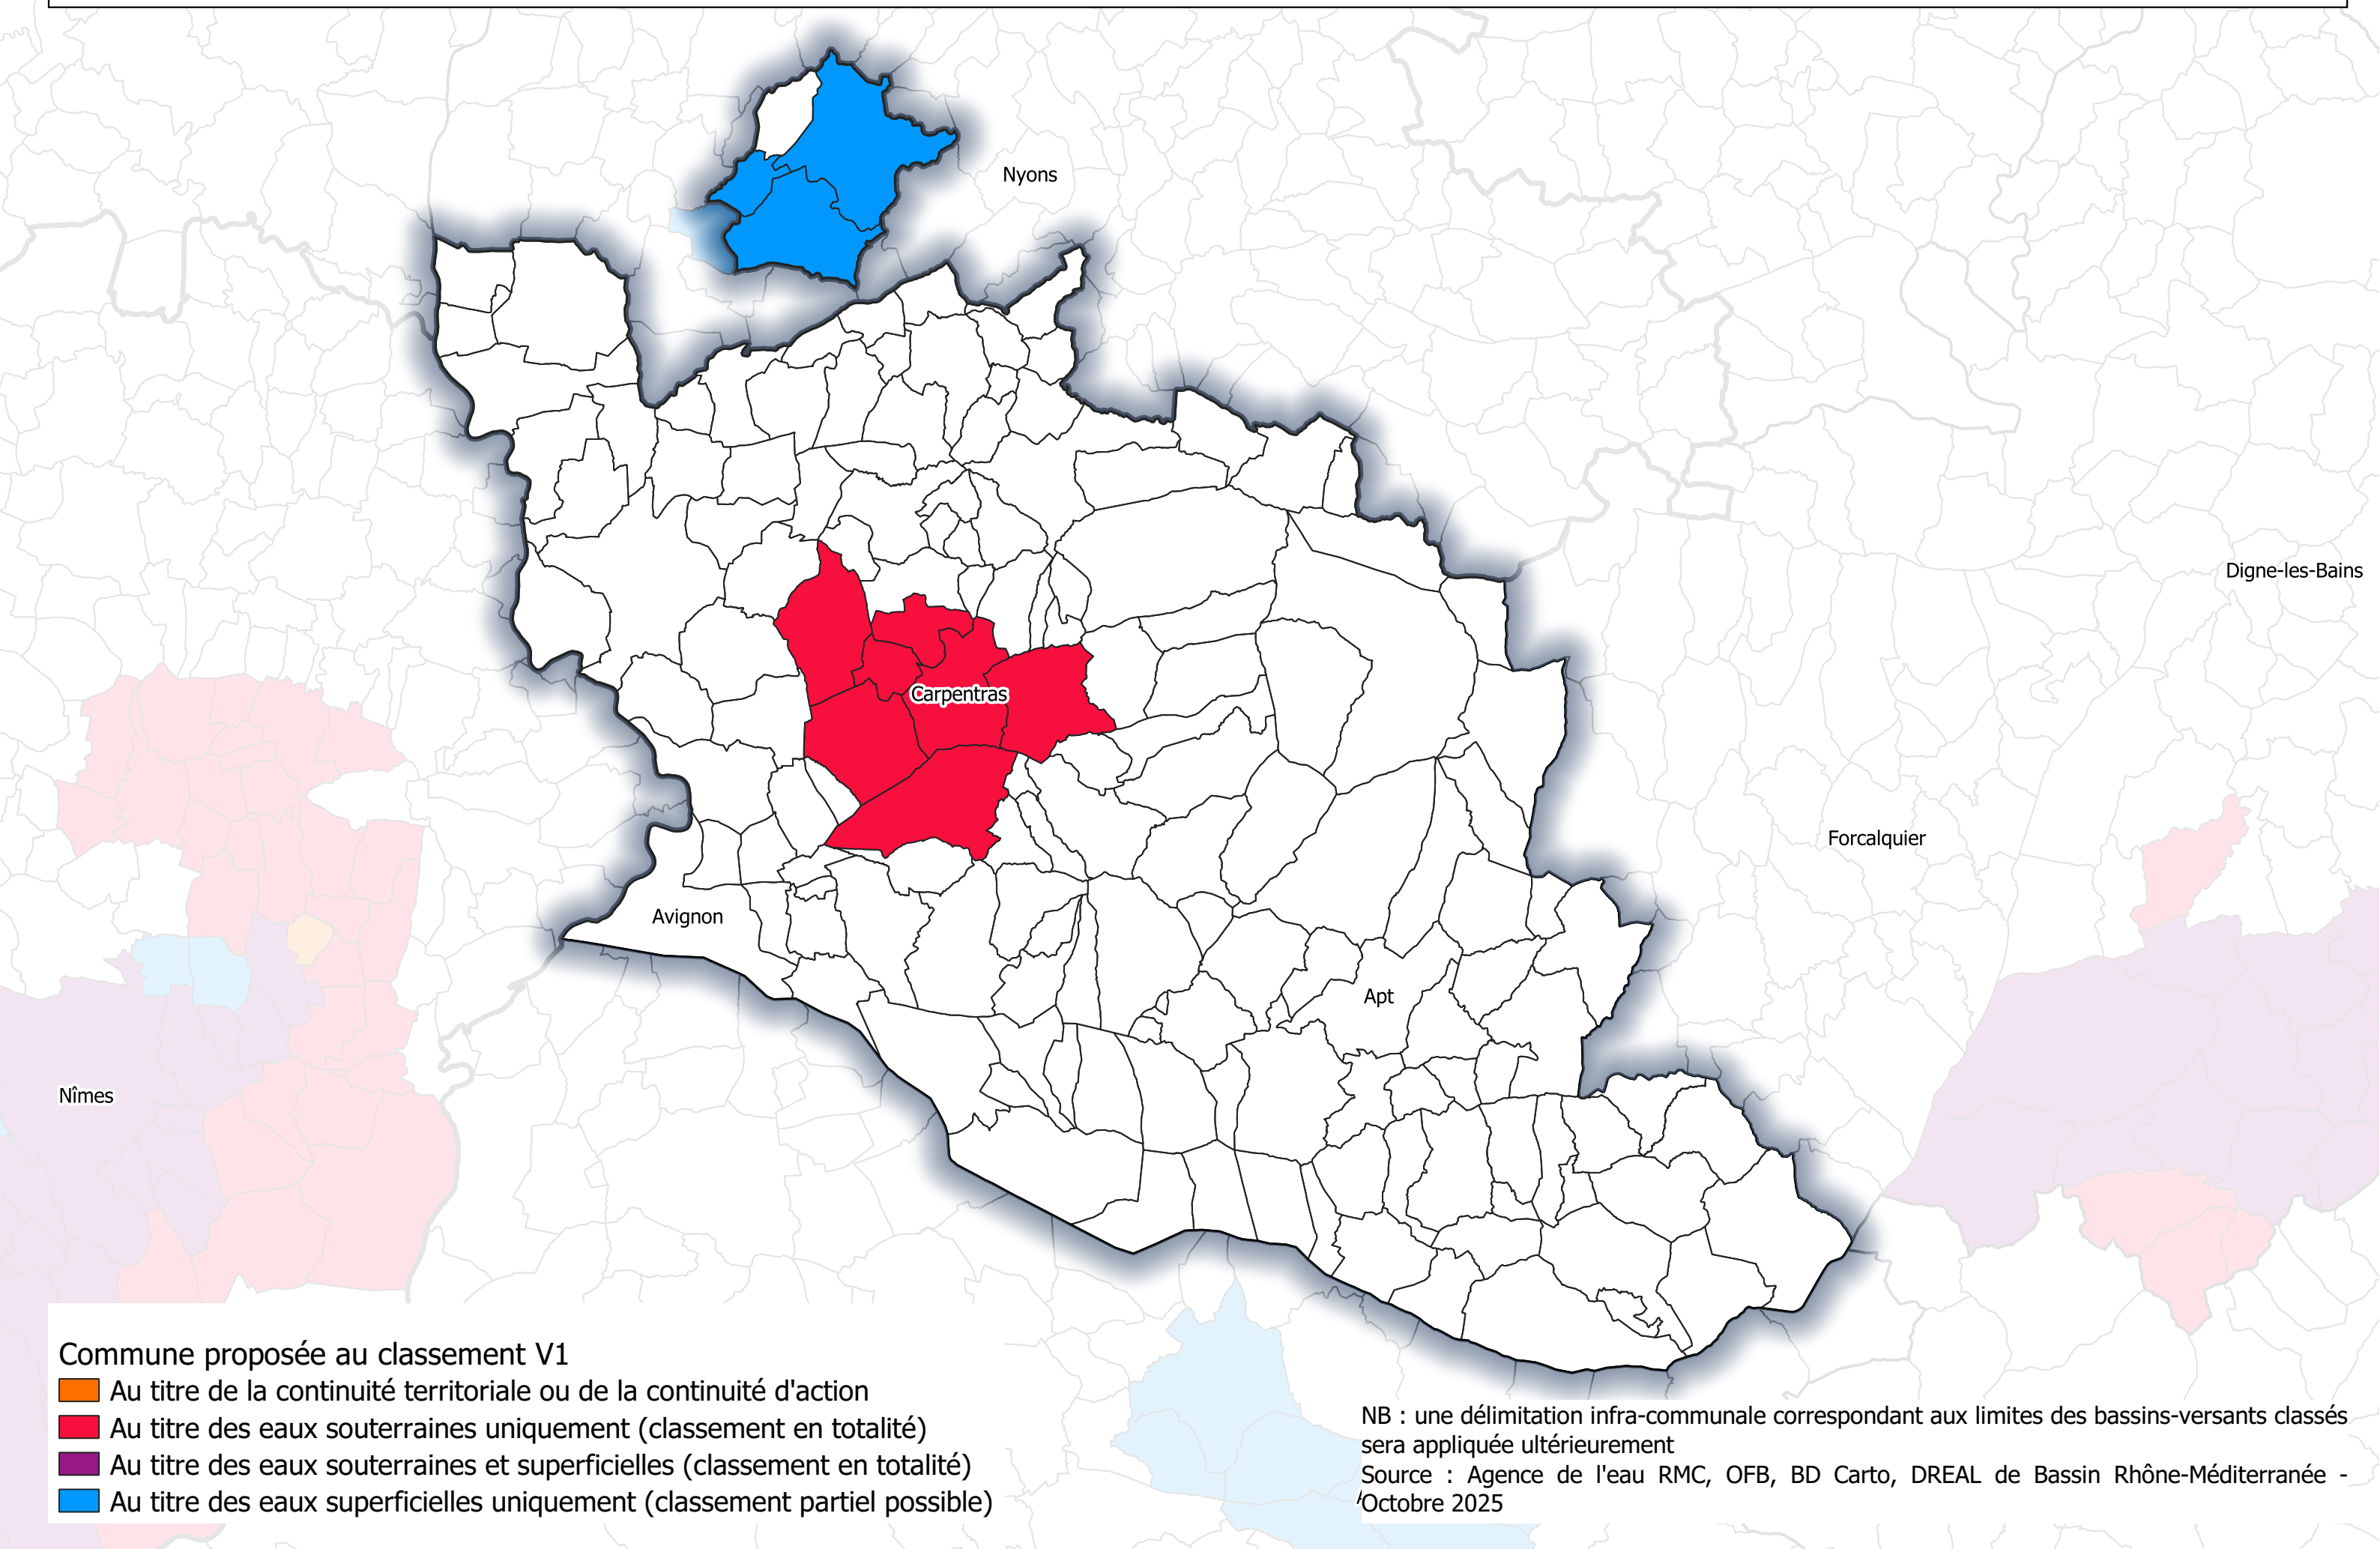 Nyons
Digne-les-Bains
Carpentras
Forcalquier
Avignon
Apt
Nîmes
Commune proposée au classement V1
Au titre de la continuité territoriale ou de la continuité d'action
Au titre des eaux souterraines uniquement (classement en totalité)
Au titre des eaux souterraines et superficielles (classement en totalité)
Au titre des eaux superficielles uniquement (classement partiel possible)
NB : une délimitation infra-communale correspondant aux limites des bassins-versants classés
sera appliquée ultérieurement
Source : Agence de l'eau RMC, OFB, BD Carto, DREAL de Bassin Rhône-Méditerranée -
Octobre 2025